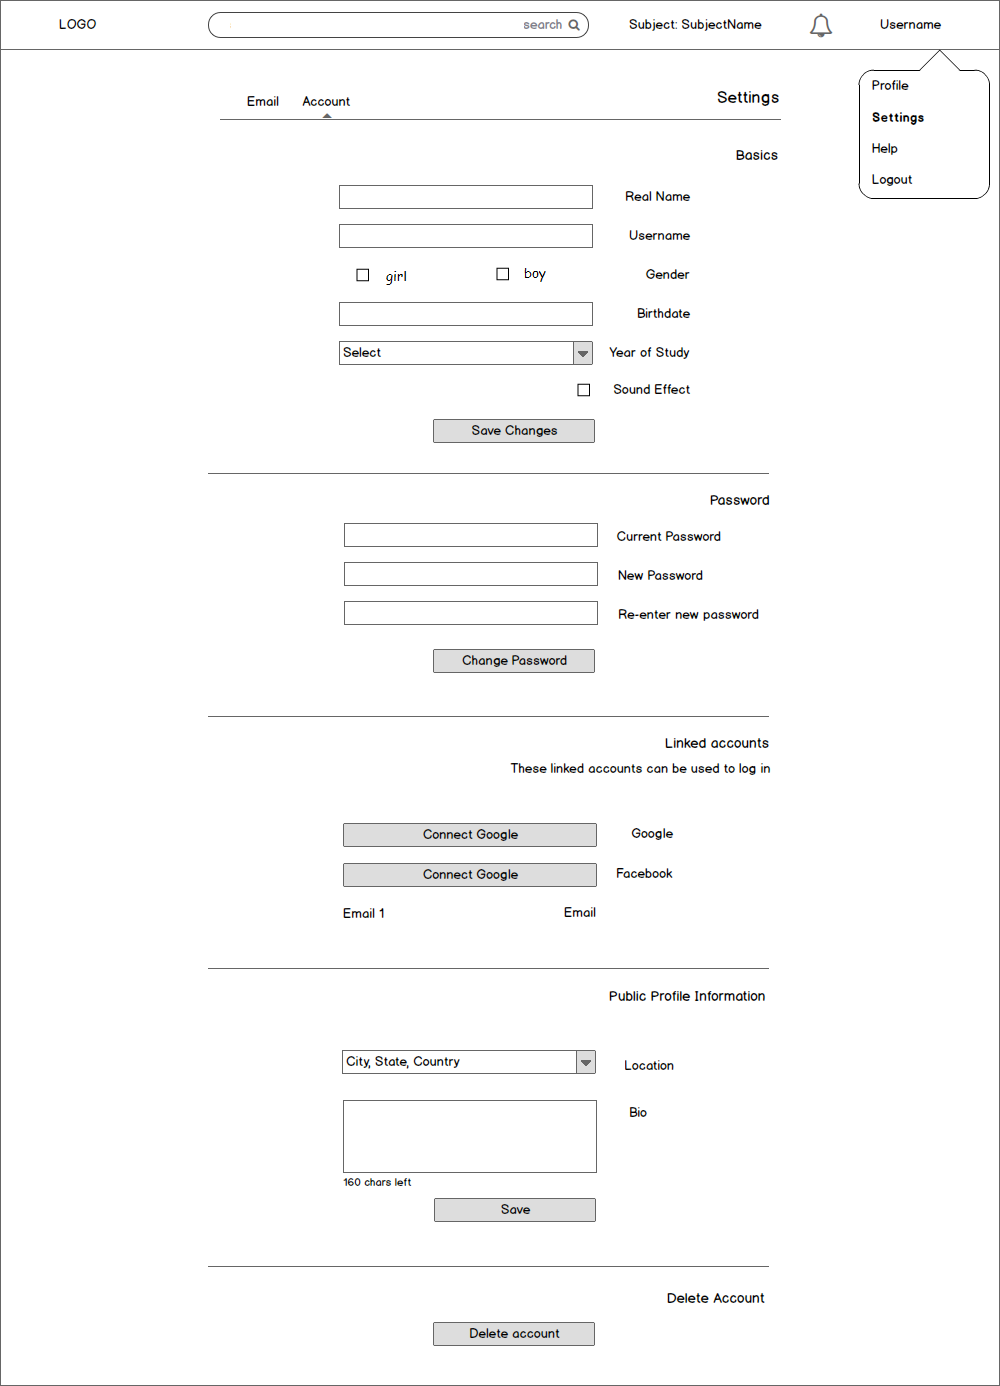 LOGO
search
Subject: SubjectName
Username
Profile
Settings
Help
Logout
Email
Account
Settings
Basics
Real Name
Username
girl
boy
Gender
Birthdate
Select
Year of Study
Sound Effect
Save Changes
Password
Current Password
New Password
Re-enter new password
Change Password
Linked accounts
These linked accounts can be used to log in
Connect Google
Google
Connect Google
Facebook
Email 1
Email
Public Profile Information
City, State, Country
Location
Bio
160 chars left
Save
Delete Account
Delete account